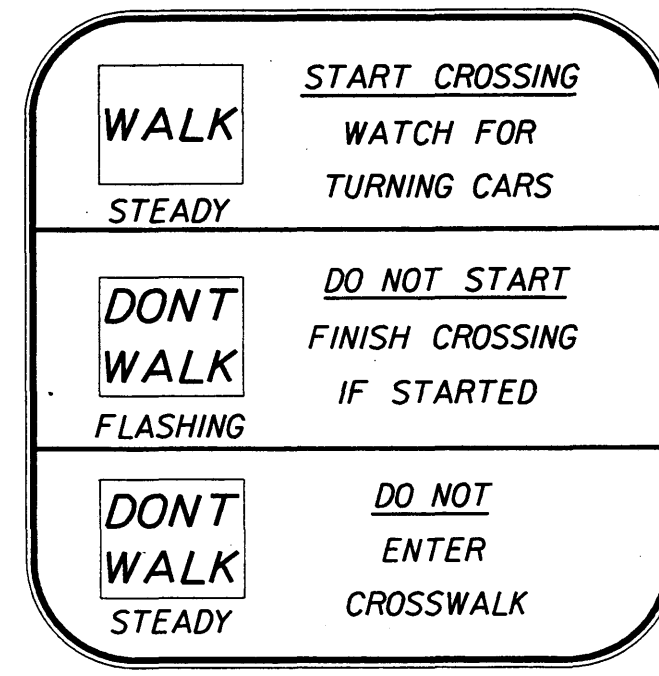 WALK
STEADY
START CROSSING
WATCH FOR
TURNING CARS
DONT
WALK
FLASHING
DO NOT START
FINISH CROSSING
IF STARTED
DONT
WALK
STEADY
DO NOT
ENTER
CROSSWALK